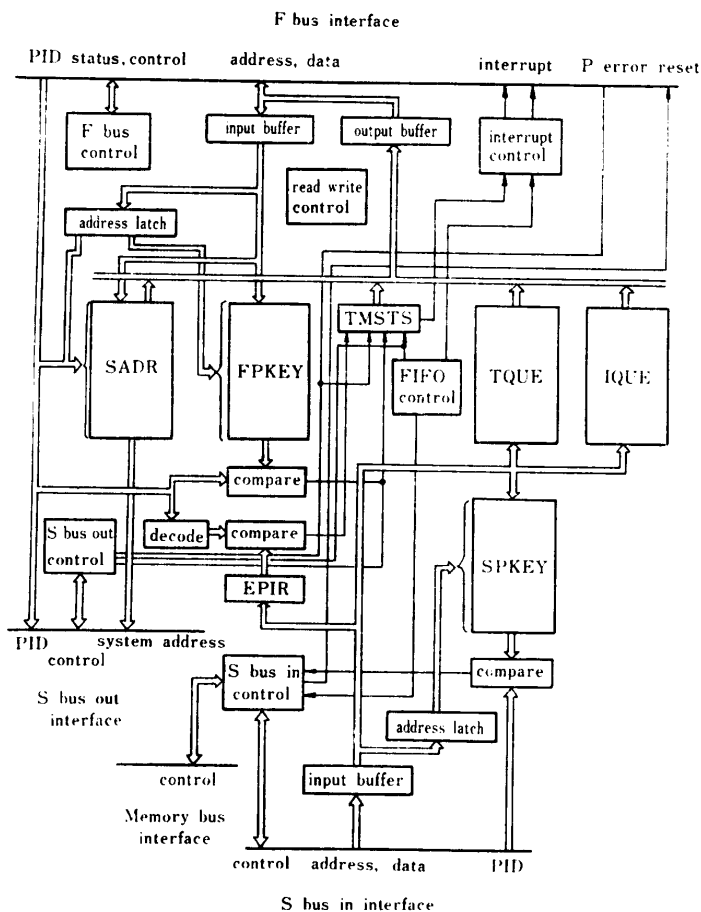 F bus interface
PID status, control address, data interrupt P error reset
F bus
control
input buffer
output buffer
interrupt
control
read write
control
address latch
TMSTS
SADR
FPKEY
FIFO
control
TQUE
IQUE
compare
S bus out
control
decode
compare
EPIR
SPKEY
PID system address
control
S bus out
interface
S bus in
control
compare
address latch
control
input buffer
Memory bus
interface
control address, data PID
S bus in interface